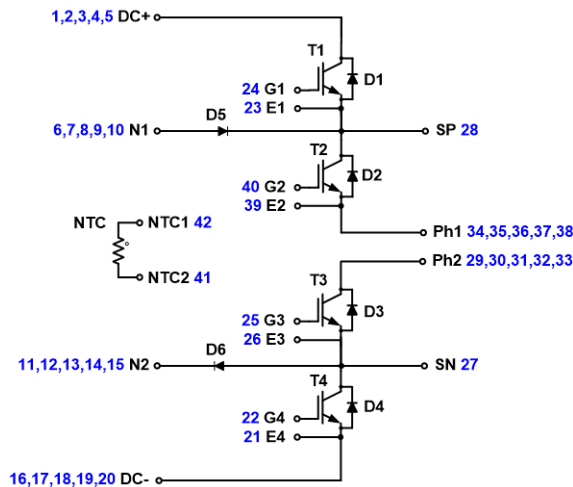 1,2,3,4,5 DC+
T1
D1
24 G1
23 E1
D5
6,7,8,9,10 N1
SP 28
T2
D2
40 G2
39 E2
NTC
NTC1 42
Ph1 34,35,36,37,38
Ph2 29,30,31,32,33
NTC2 41
T3
D3
25 G3
26 E3
D6
11,12,13,14,15 N2
SN 27
T4
D4
22 G4
21 E4
16,17,18,19,20 DC-